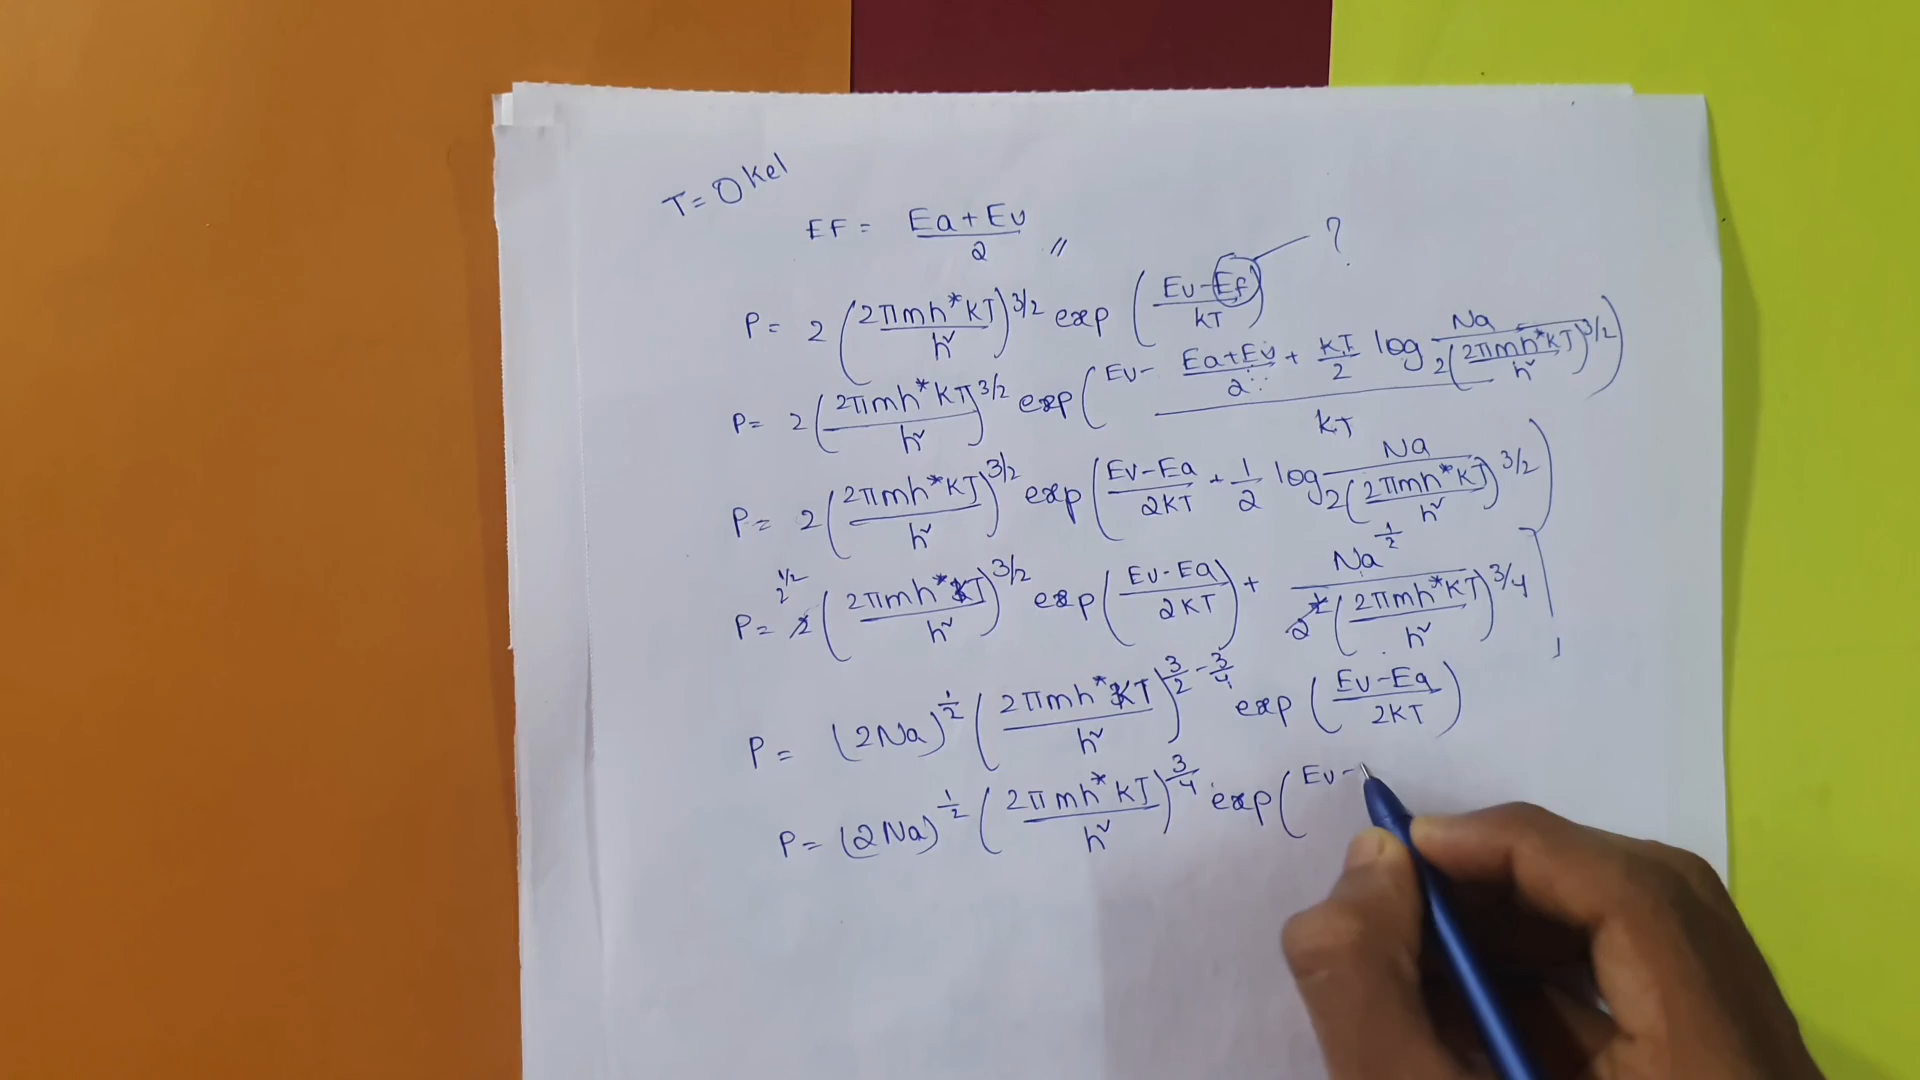 T = 0 Kel
EF = Ea + Ev / 2 //
P = 2 (2πmh*kT / h²)^3/2 exp (Ev - Ef / kT) ?
P = 2 (2πmh*kT / h²)^3/2 exp (Ev - Ea + Ev / 2 + kT / 2 log Na / 2(2πmh*kT / h²)^3/2 / kT)
P = 2 (2πmh*kT / h²)^3/2 exp (Ev - Ea / 2kT + 1/2 log Na / 2(2πmh*kT / h²)^3/2)
P = 2^1/2 (2πmh*kT / h²)^3/2 exp (Ev - Ea / 2kT) + Na^1/2 / 2^1/2 (2πmh*kT / h²)^3/4
P = (2Na)^1/2 (2πmh*kT / h²)^3/2 - 3/4 exp (Ev - Ea / 2kT)
P = (2Na)^1/2 (2πmh*kT / h²)^3/4 exp (Ev -